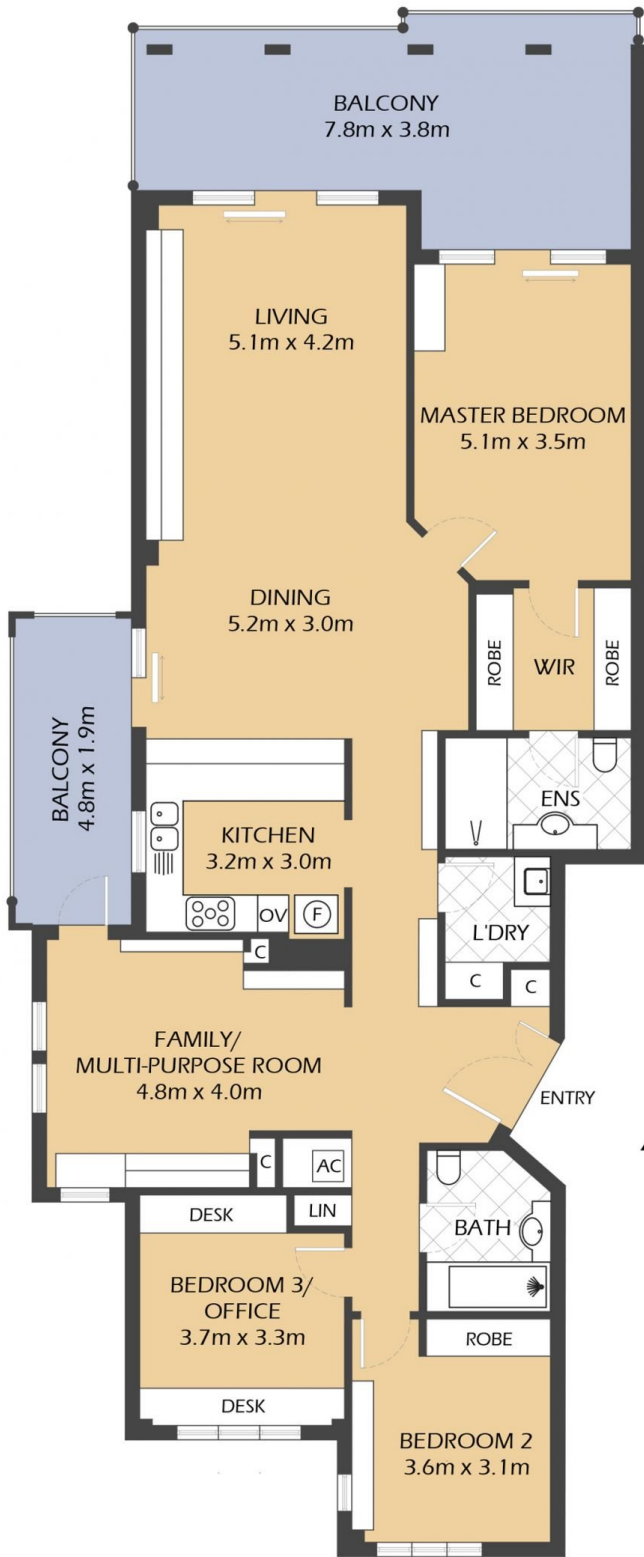 BALCONY
7.8m x 3.8m
LIVING
5.1m x 4.2m
MASTER BEDROOM
5.1m x 3.5m
DINING
5.2m x 3.0m
ROBE
WIR
ROBE
BALCONY
4.8m x 1.9m
KITCHEN
3.2m x 3.0m
OV
F
ENS
L'DRY
C
C
C
FAMILY/
MULTI-PURPOSE ROOM
4.8m x 4.0m
ENTRY
C
AC
LIN
BATH
DESK
BEDROOM 3/
OFFICE
3.7m x 3.3m
DESK
ROBE
BEDROOM 2
3.6m x 3.1m